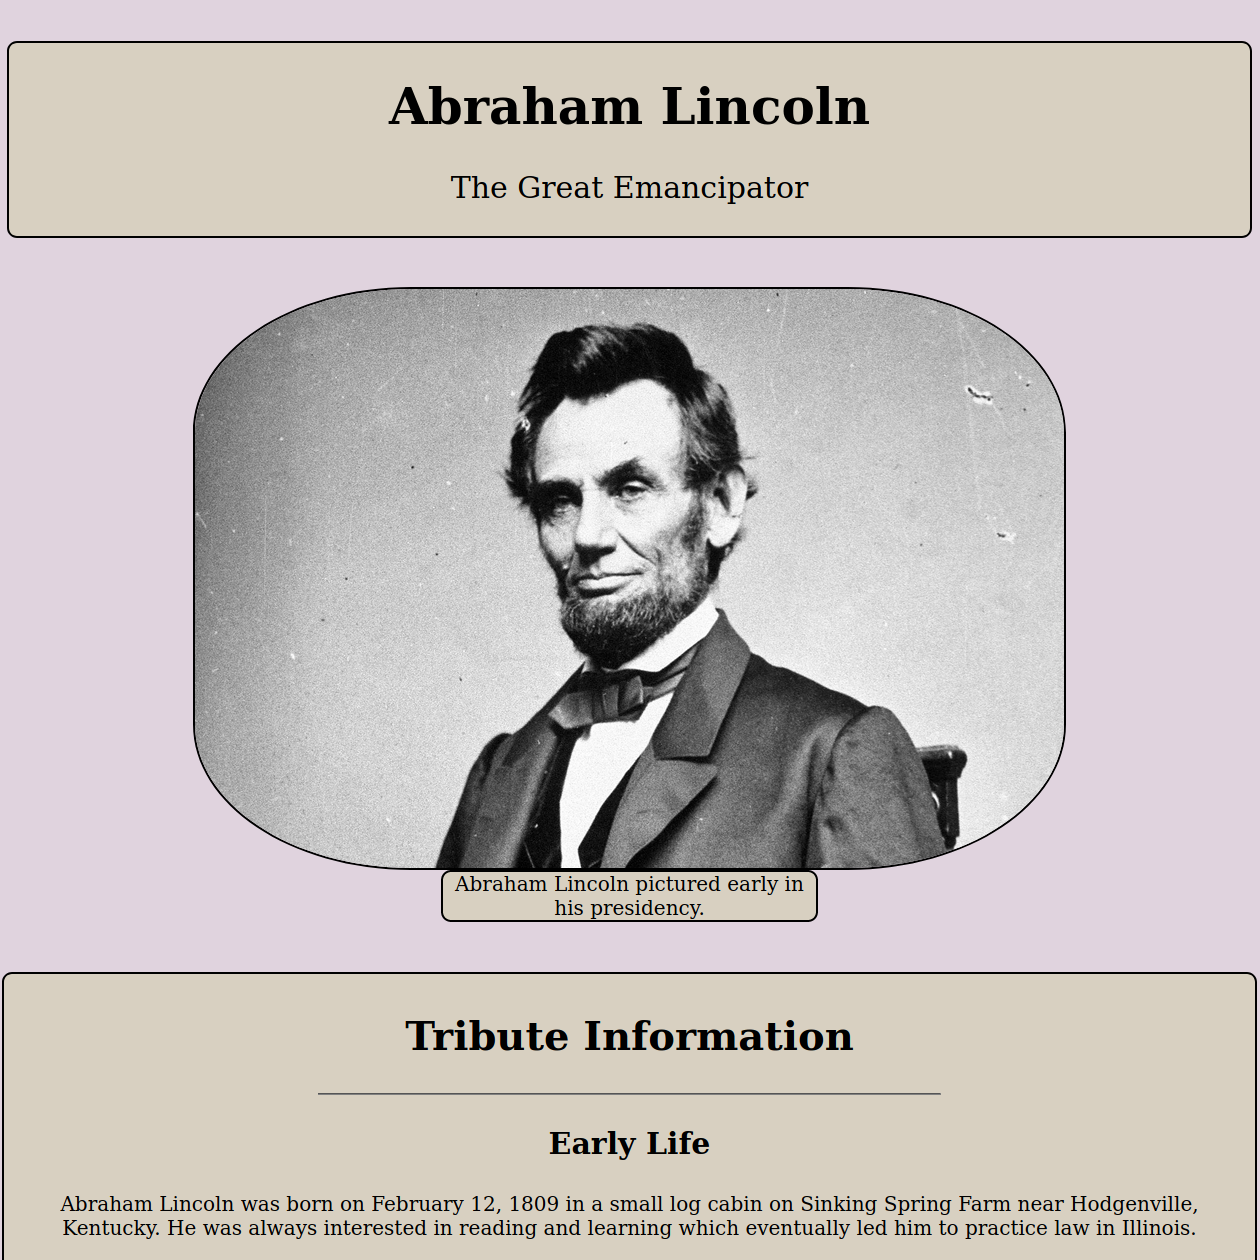 Abraham Lincoln
The Great Emancipator
Abraham Lincoln pictured early in
his presidency.
Tribute Information
Early Life
Abraham Lincoln was born on February 12, 1809 in a small log cabin on Sinking Spring Farm near Hodgenville,
Kentucky. He was always interested in reading and learning which eventually led him to practice law in Illinois.